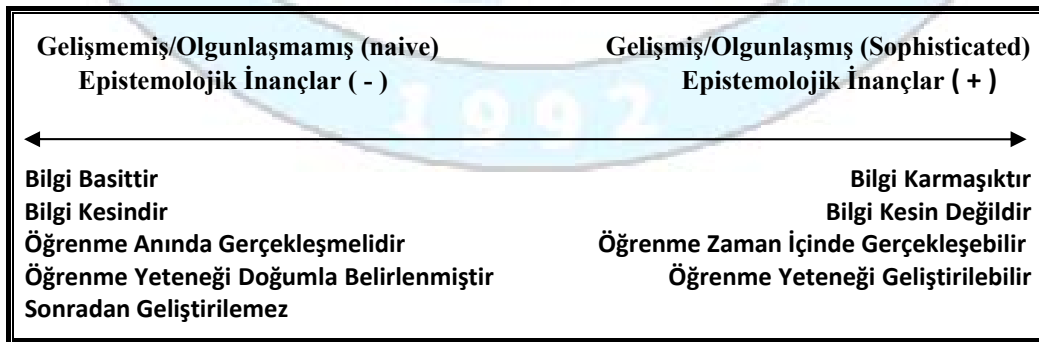 Gelişmemiş/Olgunlaşmamış (naive)
Epistemolojik İnançlar ( - )
Gelişmiş/Olgunlaşmış (Sophisticated)
Epistemolojik İnançlar ( + )
1992
Bilgi Basittir
Bilgi Kesindir
Öğrenme Anında Gerçekleşmelidir
Öğrenme Yeteneği Doğumla Belirlenmiştir
Sonradan Geliştirilemez
Bilgi Karmaşıktır
Bilgi Kesin Değildir
Öğrenme Zaman İçinde Gerçekleşebilir
Öğrenme Yeteneği Geliştirilebilir